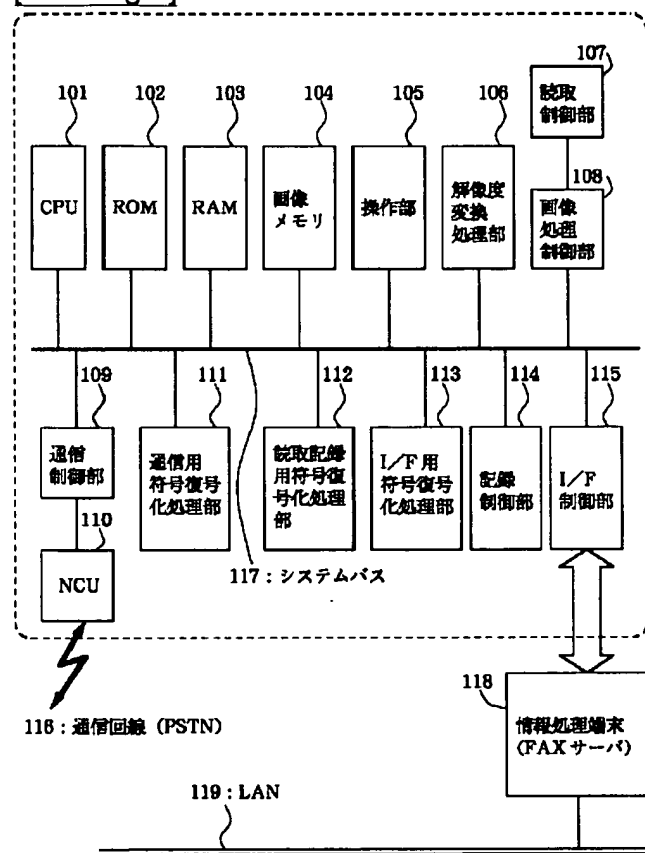 107
101
102
103
104
105
106
読取
制御部
108
CPU
ROM
RAM
画像
メモリ
操作部
解像度
変換
処理部
画像
処理
制御部
109
111
112
113
114
115
通信
制御部
通信用
符号復号
化処理部
読取記録
用符号復
号化処理
部
I/F用
符号復号
化処理部
記録
制御部
I/F
制御部
110
NCU
117:システムバス
118
116:通信回線(PSTN)
情報処理端末
(FAXサーバ)
119:LAN